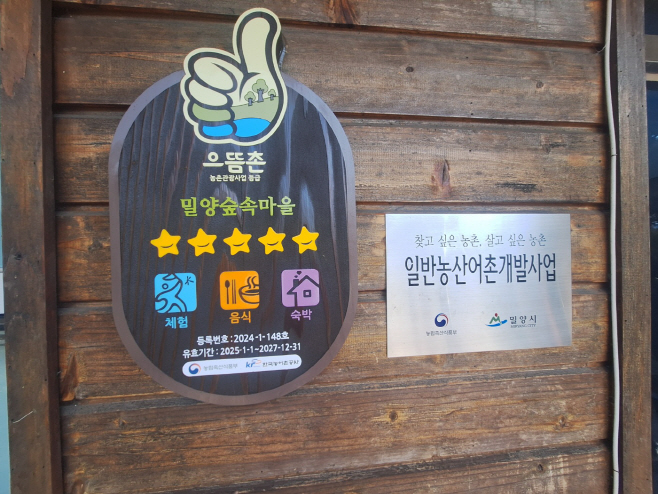 으뜸촌
농촌관광사업 등급
밀양숲속마을
체험
음식
숙박
등록번호 : 2024-1-148호
유효기간 : 2025-1-1~2027-12-31
농림축산식품부
한국농어촌공사
찾고 싶은 농촌, 살고 싶은 농촌
일반농산어촌개발사업
농림축산식품부
밀양시